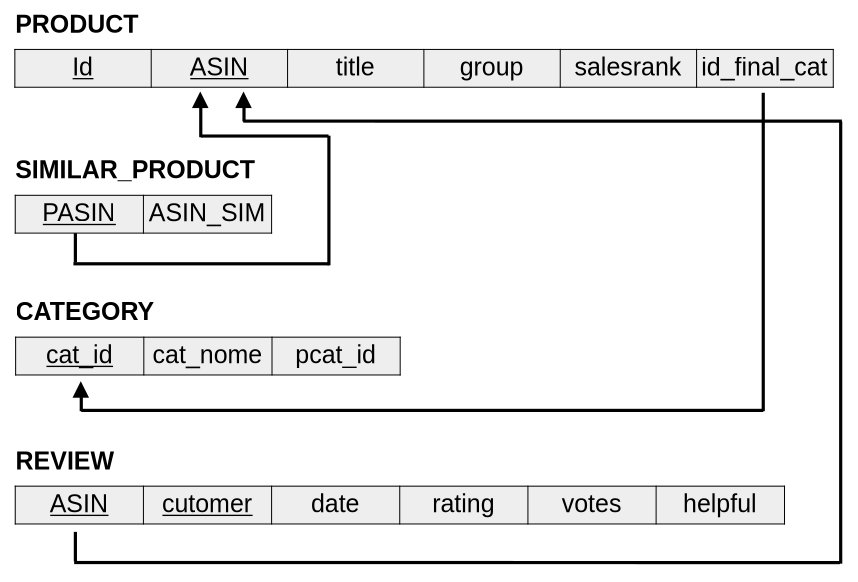 PRODUCT
Id ASIN title group salesrank id_final_cat
SIMILAR_PRODUCT
PASIN ASIN_SIM
CATEGORY
cat_id cat_nome pcat_id
REVIEW
ASIN cutomer date rating votes helpful